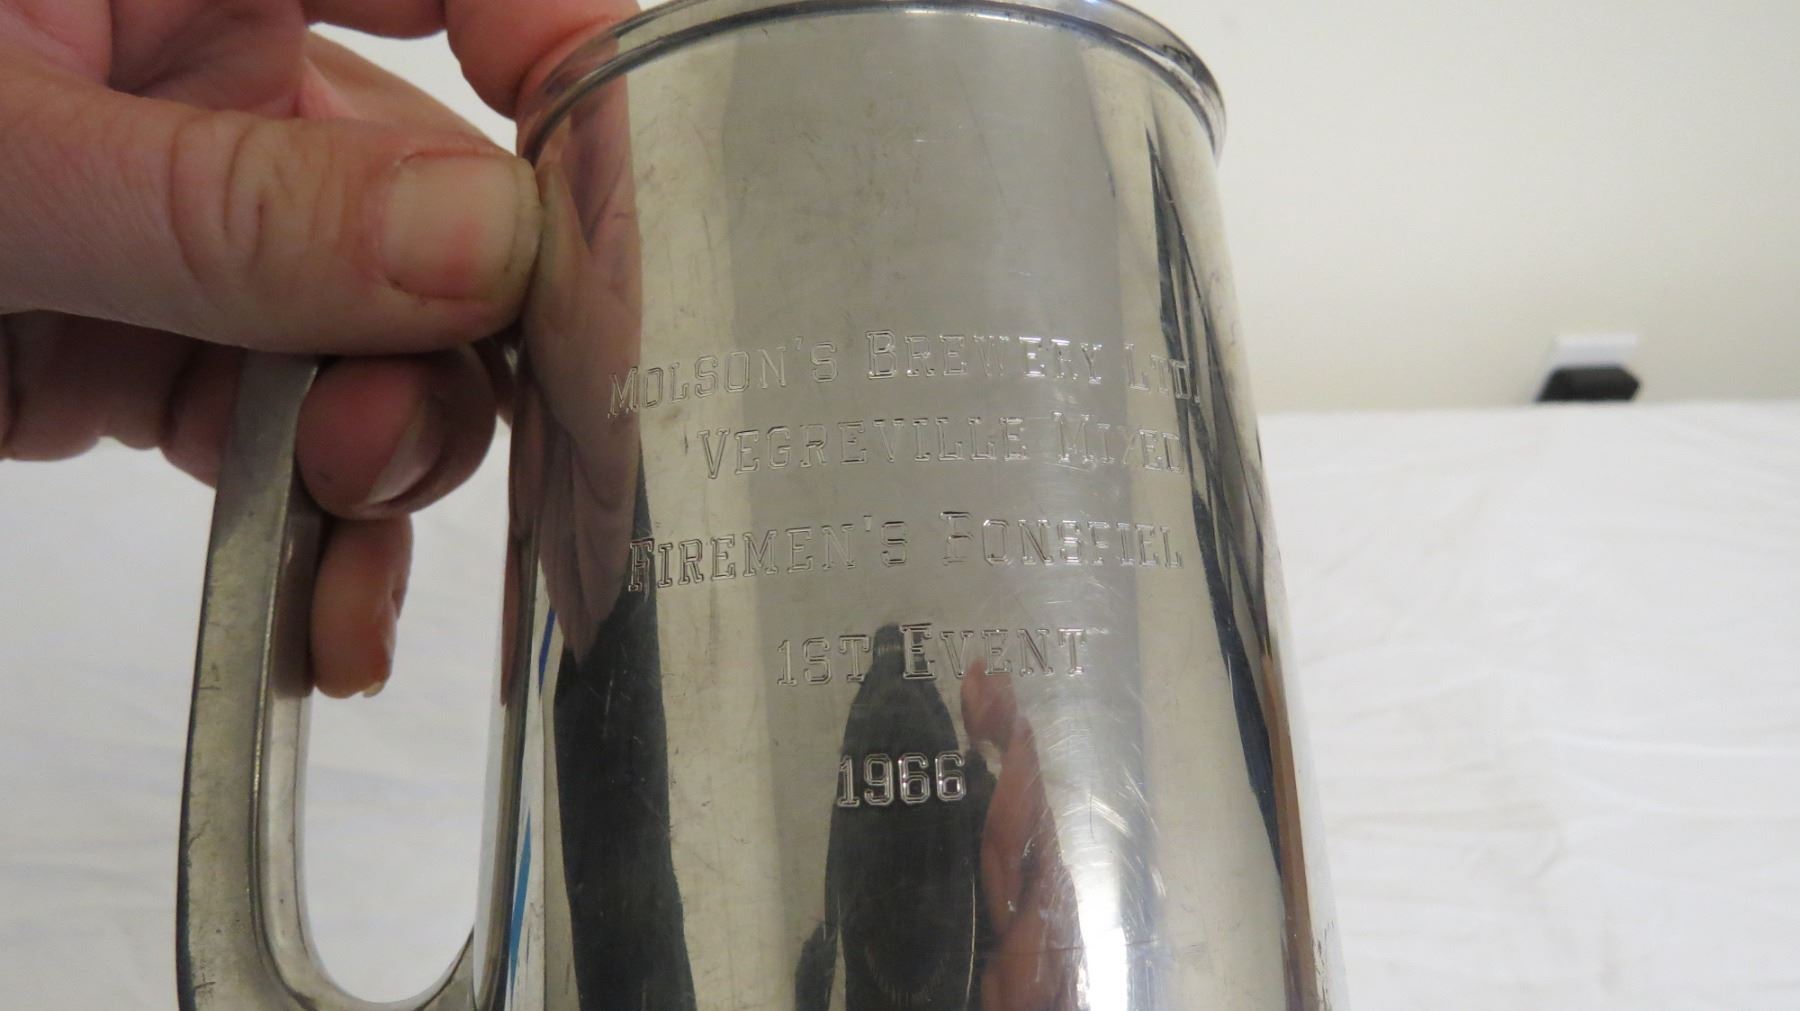 MOLSON'S BREWERY LTD.
VEGREVILLE MIXED
FIREMEN'S BONSPIEL
1ST EVENT
1966